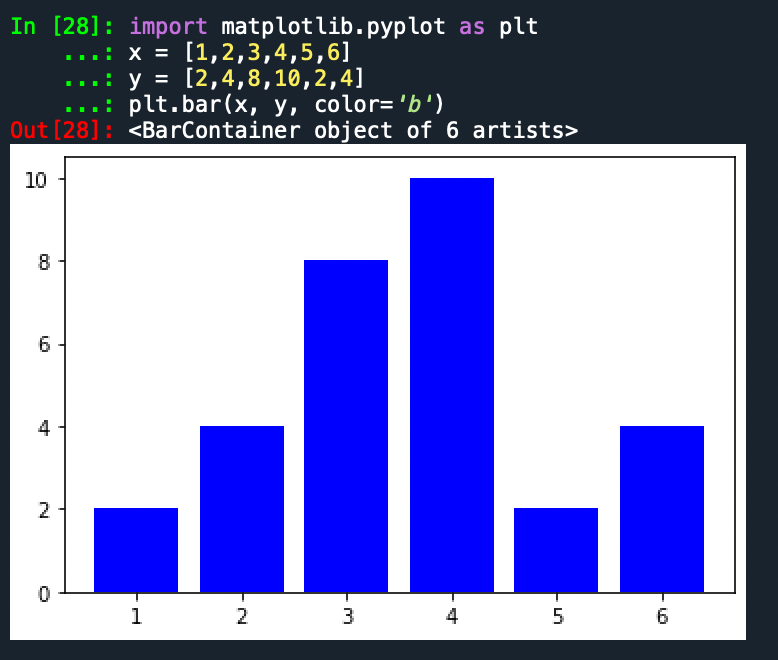 In [28]: import matplotlib.pyplot as plt
...: x = [1,2,3,4,5,6]
...: y = [2,4,8,10,2,4]
...: plt.bar(x, y, color='b')
Out[28]: <BarContainer object of 6 artists>
10
8
6
4
2
0
1 2 3 4 5 6